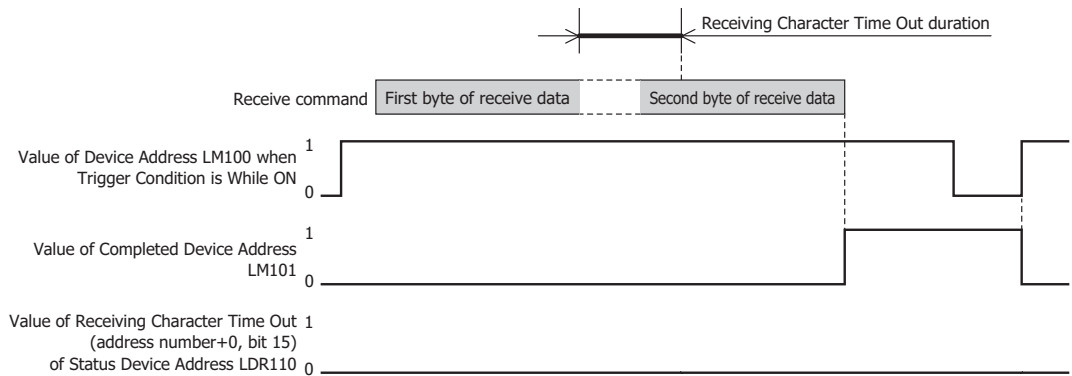 Receiving Character Time Out duration
Receive command
First byte of receive data
Second byte of receive data
Value of Device Address LM100 when
Trigger Condition is While ON
1
0
Value of Completed Device Address
LM101
1
0
Value of Receiving Character Time Out
(address number+0, bit 15)
of Status Device Address LDR110
1
0